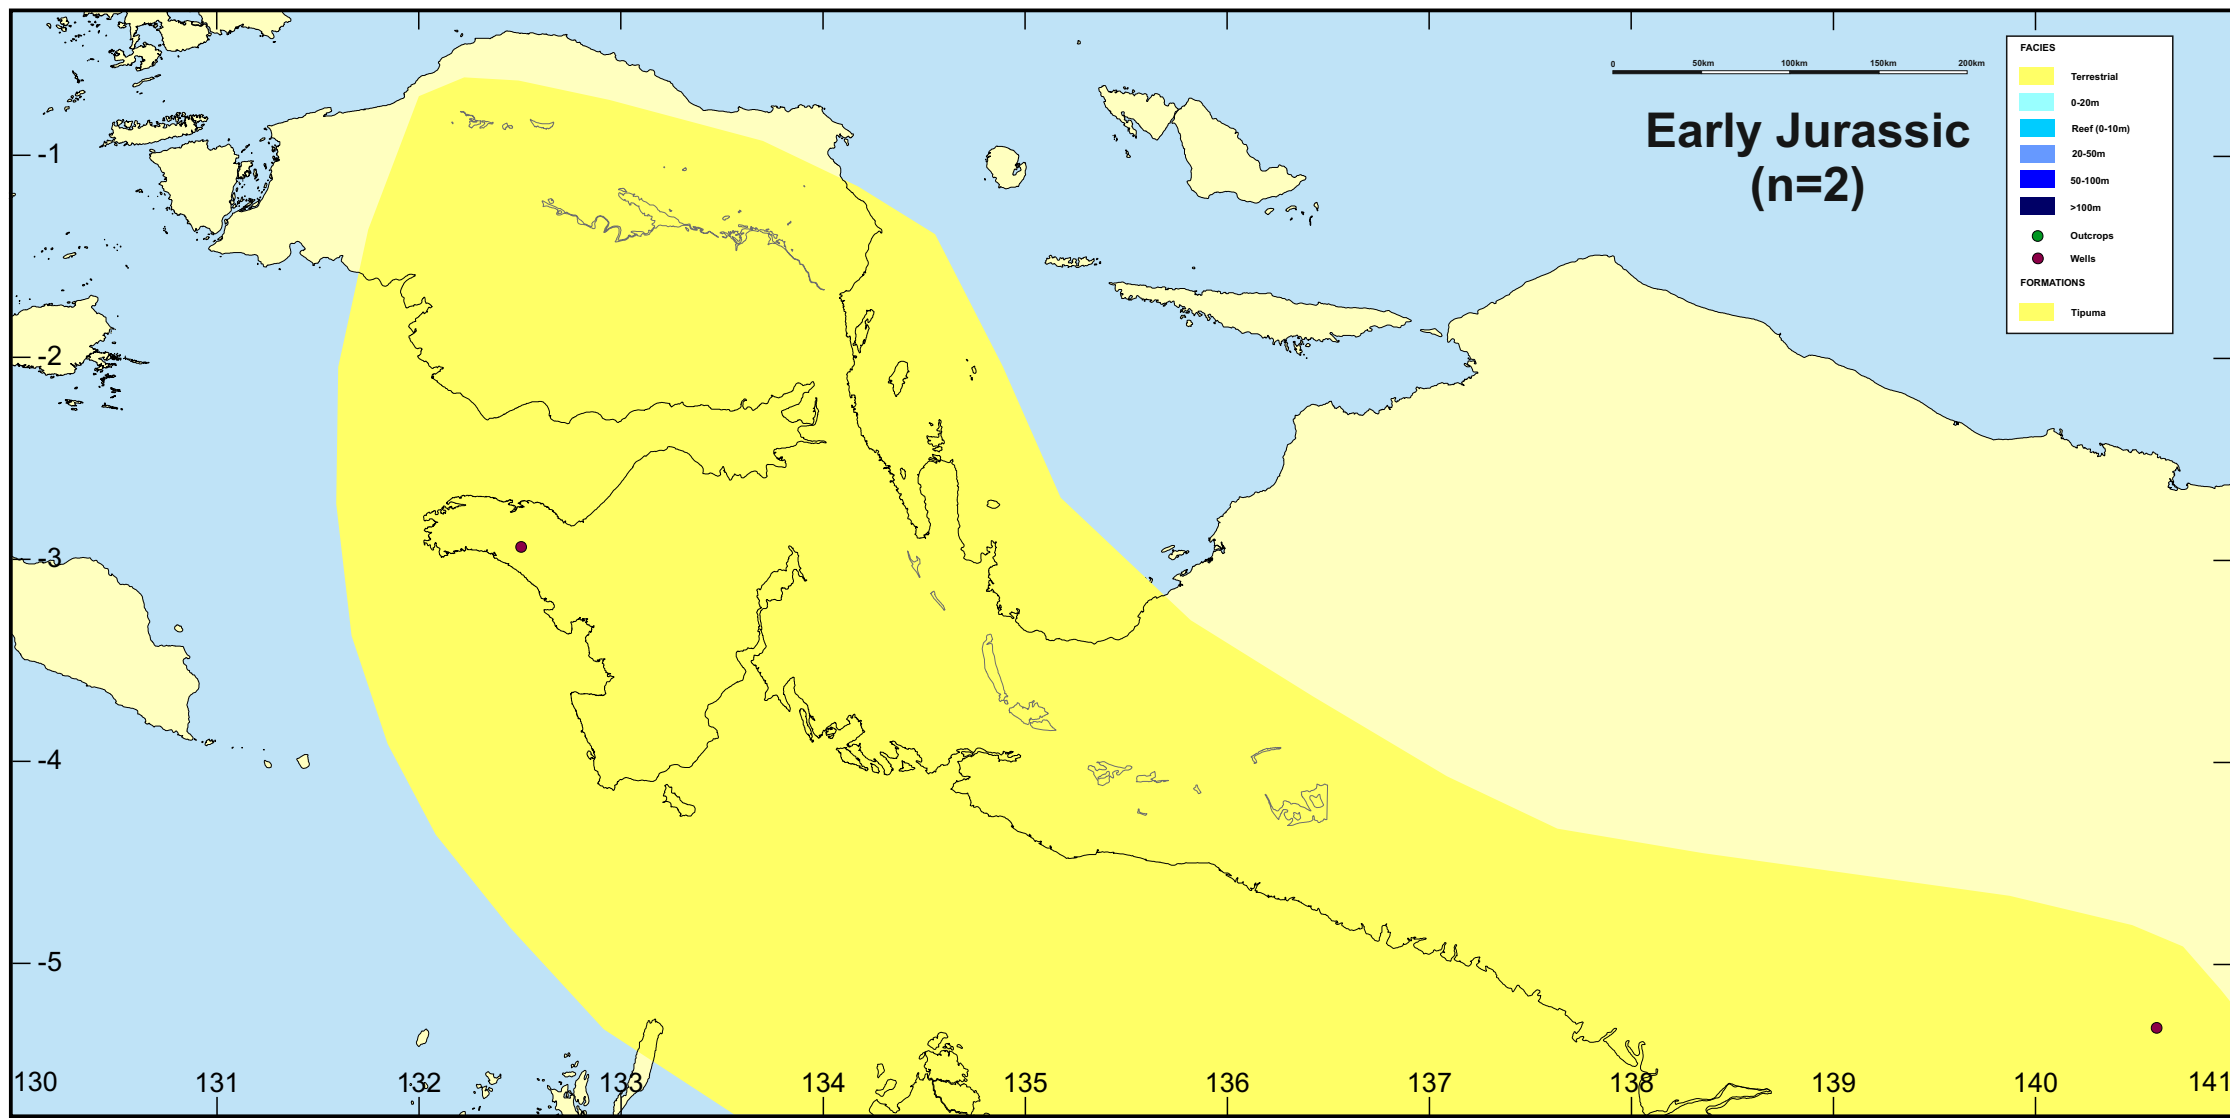 0 50km 100km 150km 200km
Early Jurassic
(n=2)
FACIES
Terrestrial
0-20m
Reef (0-10m)
20-50m
50-100m
>100m
Outcrops
Wells
FORMATIONS
Tipuma
-1
-2
-3
-4
-5
130 131 132 133 134 135 136 137 138 139 140 141